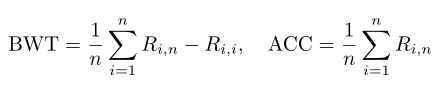 BWT = \frac{1}{n} \sum_{i=1}^{n} R_{i,n} - R_{i,i}, \quad ACC = \frac{1}{n} \sum_{i=1}^{n} R_{i,n}